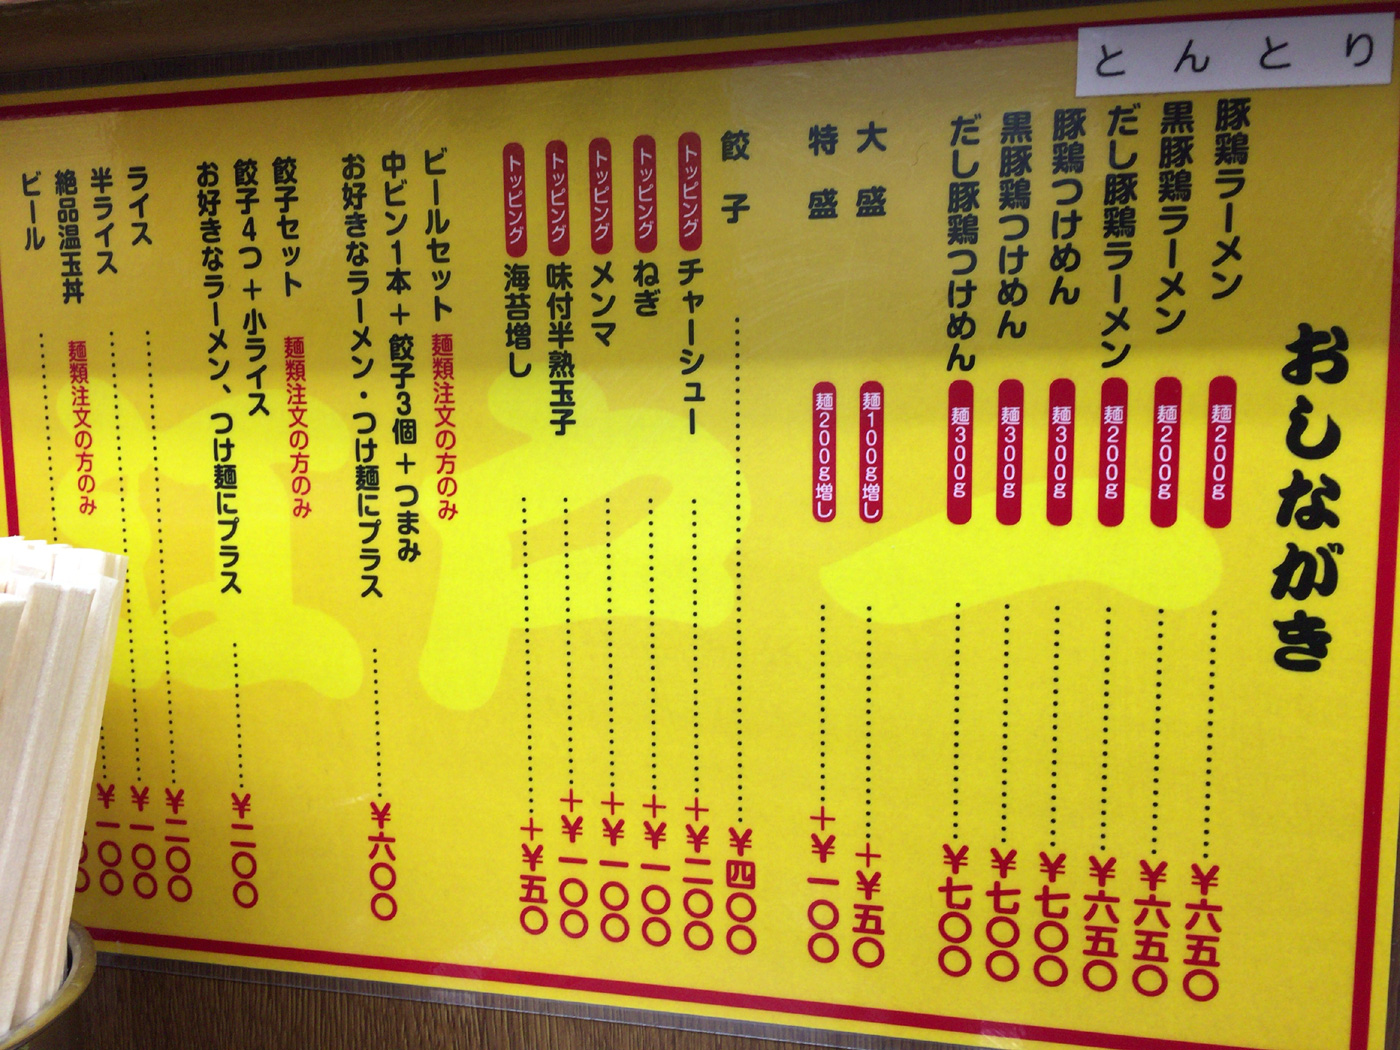 とんとり
おしながき
豚鶏ラーメン 麺200g ¥六五〇
黒豚鶏ラーメン 麺200g ¥六五〇
だし豚鶏ラーメン 麺200g ¥六五〇
豚鶏つけめん 麺300g ¥七〇〇
黒豚鶏つけめん 麺300g ¥七〇〇
だし豚鶏つけめん 麺300g ¥七〇〇
大盛 麺100g増し +¥五〇
特盛 麺200g増し +¥一〇〇
餃子 ¥四〇〇
トッピング チャーシュー +¥二〇〇
トッピング ねぎ +¥一〇〇
トッピング メンマ +¥一〇〇
トッピング 味付半熟玉子 +¥一〇〇
トッピング 海苔増し +¥五〇
ビールセット 麺類注文の方のみ
中ビン1本+餃子3個+つまみ
お好きなラーメン・つけ麺にプラス ¥六〇〇
餃子セット 麺類注文の方のみ
餃子4つ+小ライス
お好きなラーメン、つけ麺にプラス ¥二〇〇
ライス ¥二〇〇
半ライス ¥一〇〇
絶品温玉丼 麺類注文の方のみ ¥一〇〇
ビール